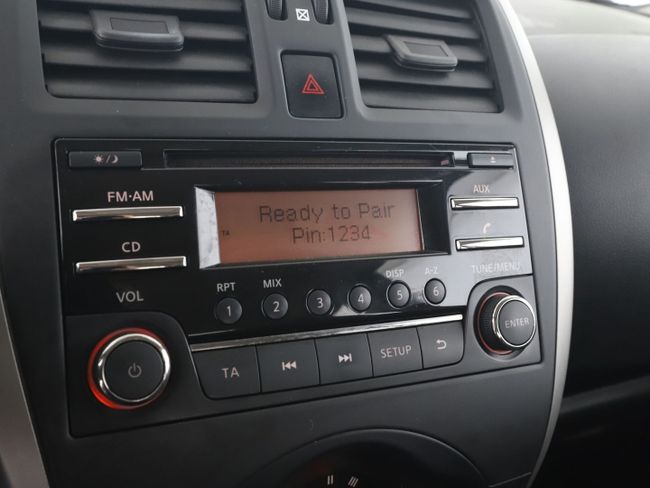 FM·AM
CD
VOL
Ready to Pair
TA
Pin:1234
AUX
TUNE/MENU
RPT
MIX
DISP
A-Z
1
2
3
4
5
6
TA
SETUP
ENTER